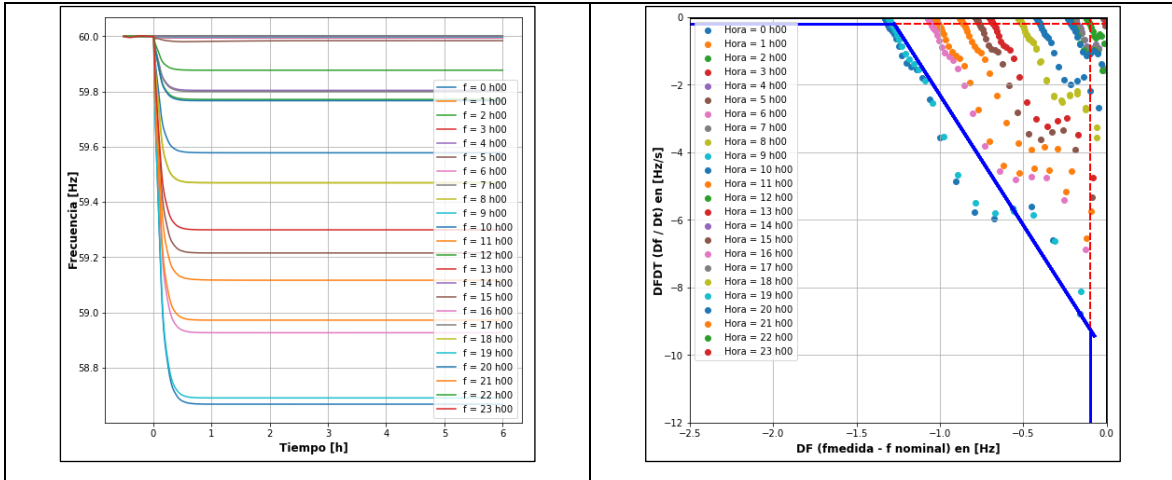 60.0
59.8
59.6
59.4
59.2
59.0
58.8
Frecuencia [Hz]
f = 0 h00
f = 1 h00
f = 2 h00
f = 3 h00
f = 4 h00
f = 5 h00
f = 6 h00
f = 7 h00
f = 8 h00
f = 9 h00
f = 10 h00
f = 11 h00
f = 12 h00
f = 13 h00
f = 14 h00
f = 15 h00
f = 16 h00
f = 17 h00
f = 18 h00
f = 19 h00
f = 20 h00
f = 21 h00
f = 22 h00
f = 23 h00
0 1 2 3 4 5 6
Tiempo [h]
0
−2
−4
−6
−8
−10
−12
DFDT (Df / Dt) en [Hz/s]
Hora = 0 h00
Hora = 1 h00
Hora = 2 h00
Hora = 3 h00
Hora = 4 h00
Hora = 5 h00
Hora = 6 h00
Hora = 7 h00
Hora = 8 h00
Hora = 9 h00
Hora = 10 h00
Hora = 11 h00
Hora = 12 h00
Hora = 13 h00
Hora = 14 h00
Hora = 15 h00
Hora = 16 h00
Hora = 17 h00
Hora = 18 h00
Hora = 19 h00
Hora = 20 h00
Hora = 21 h00
Hora = 22 h00
Hora = 23 h00
−2.5 −2.0 −1.5 −1.0 −0.5 0.0
DF (fmedida - f nominal) en [Hz]